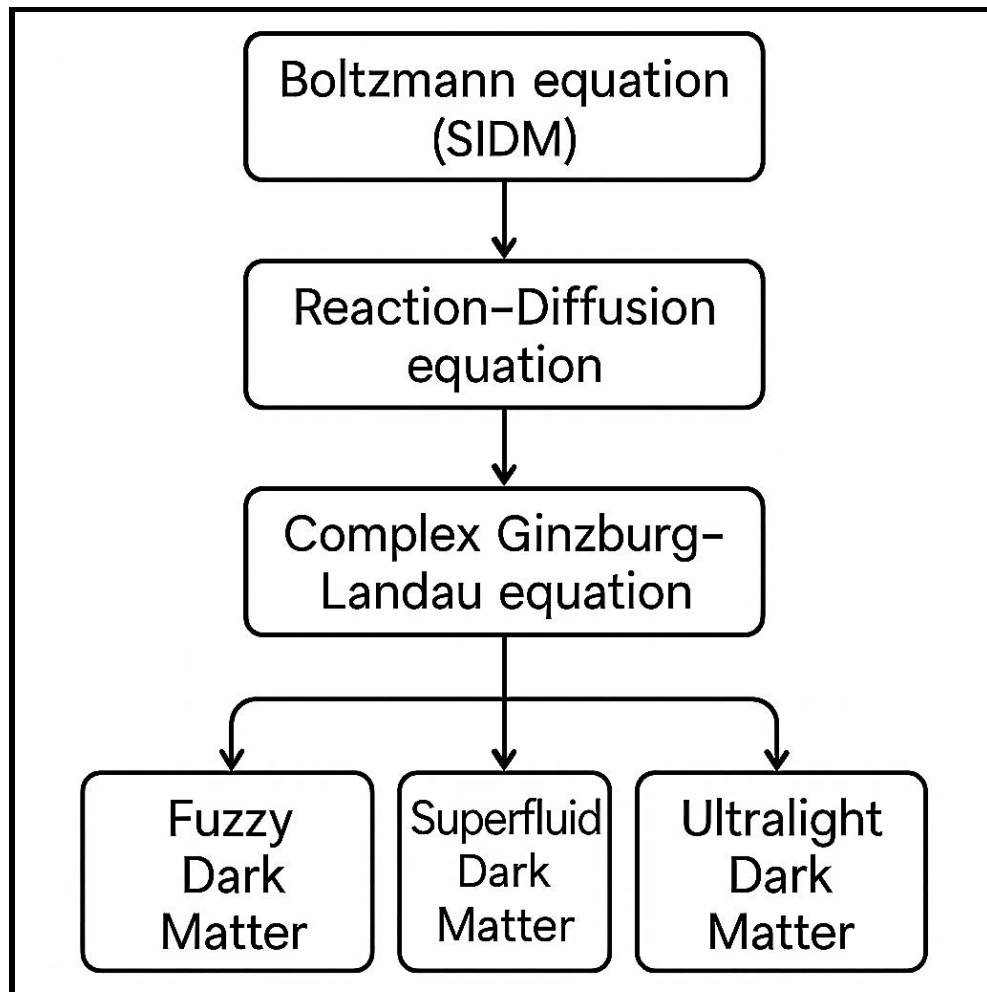 Boltzmann equation
(SIDM)
Reaction–Diffusion
equation
Complex Ginzburg–
Landau equation
Fuzzy
Dark
Matter
Superfluid
Dark
Matter
Ultralight
Dark
Matter